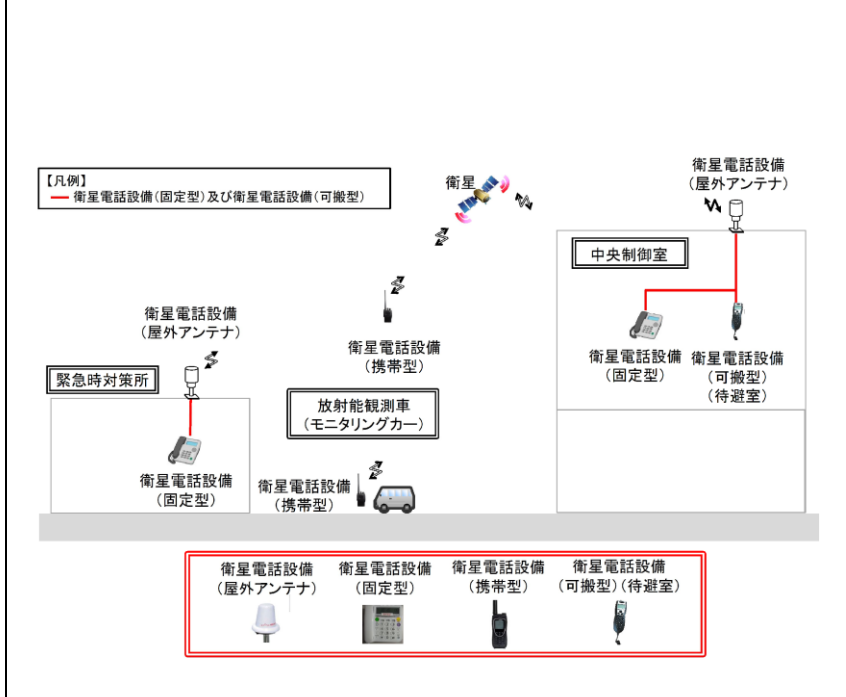 【凡例】
衛星電話設備(固定型)及び衛星電話設備(可搬型)
衛星
衛星電話設備
(屋外アンテナ)
中央制御室
衛星電話設備
(固定型)
衛星電話設備
(可搬型)
(待避室)
衛星電話設備
(携帯型)
衛星電話設備
(屋外アンテナ)
緊急時対策所
衛星電話設備
(固定型)
放射能観測車
(モニタリングカー)
衛星電話設備
(携帯型)
衛星電話設備
(屋外アンテナ)
衛星電話設備
(固定型)
衛星電話設備
(携帯型)
衛星電話設備
(可搬型)(待避室)